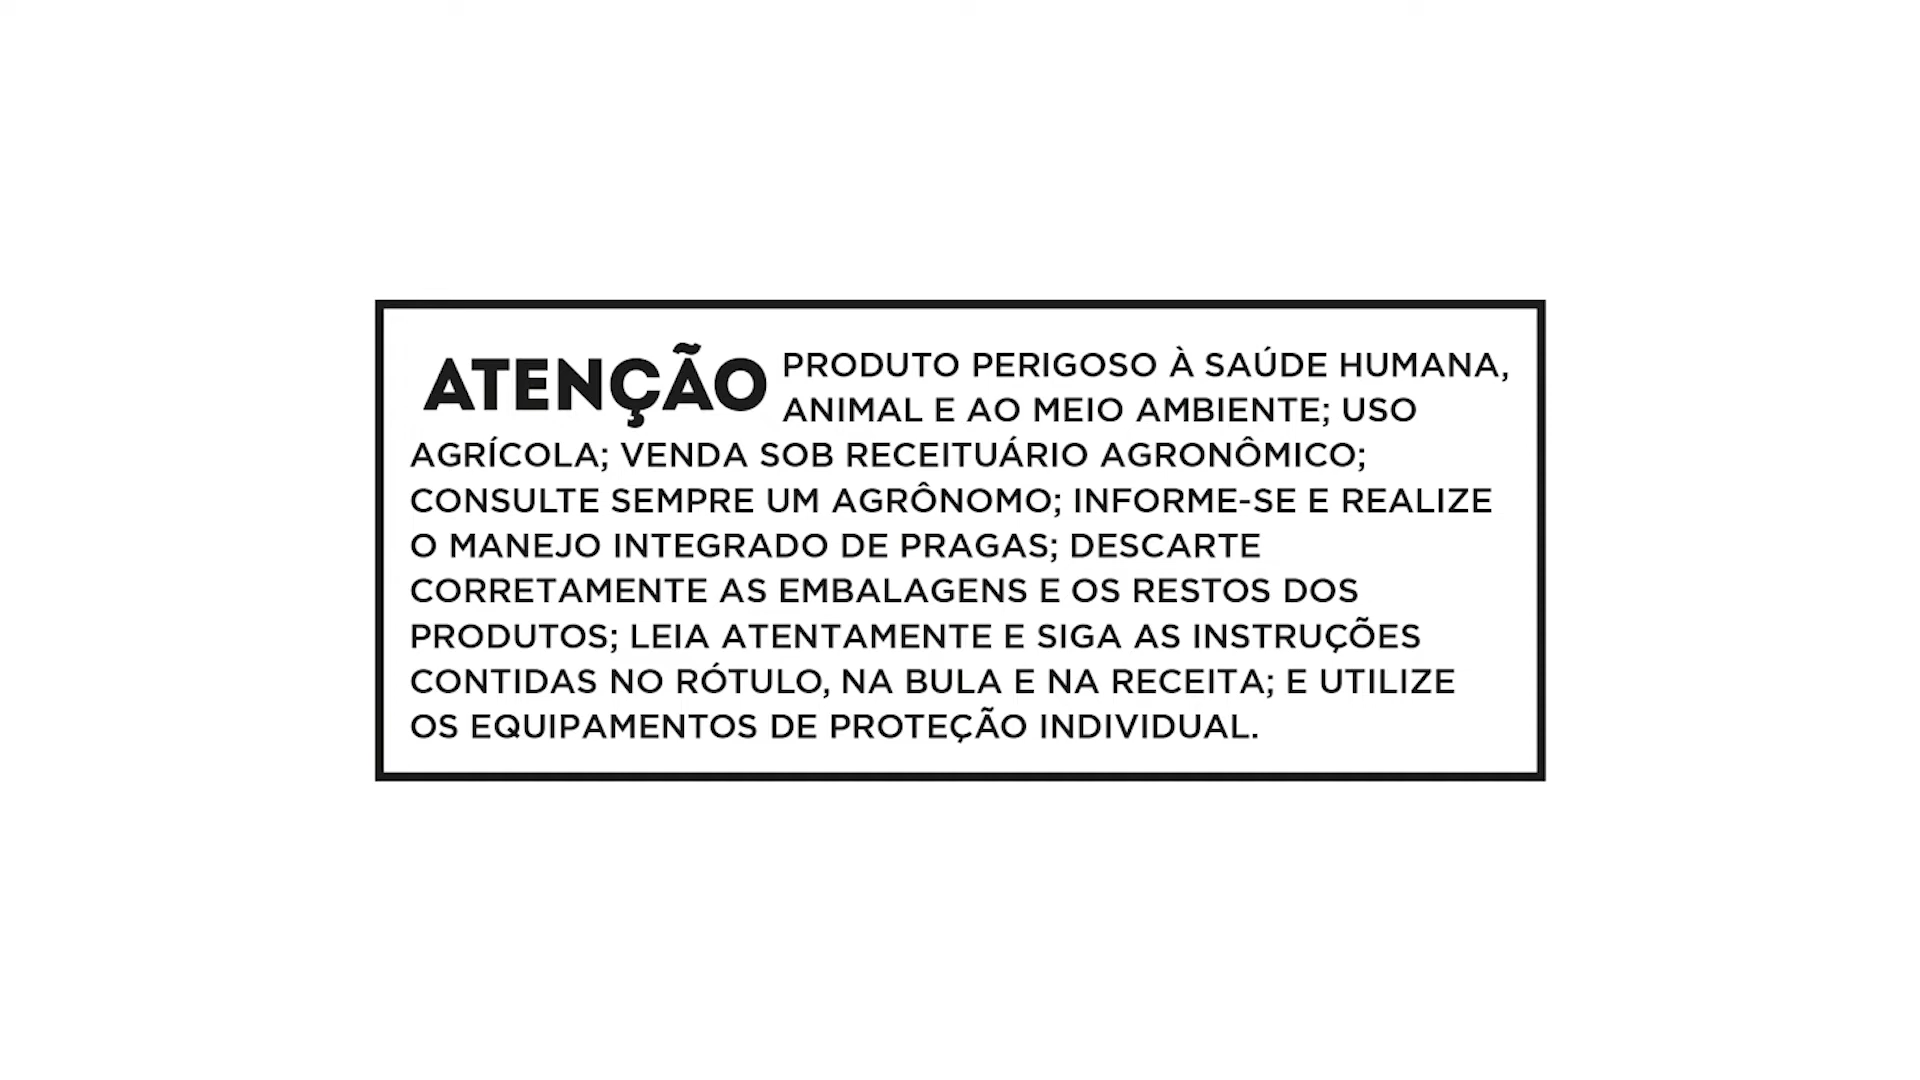 ATENÇÃO PRODUTO PERIGOSO À SAÚDE HUMANA,
ANIMAL E AO MEIO AMBIENTE; USO
AGRÍCOLA; VENDA SOB RECEITUÁRIO AGRONÔMICO;
CONSULTE SEMPRE UM AGRÔNOMO; INFORME-SE E REALIZE
O MANEJO INTEGRADO DE PRAGAS; DESCARTE
CORRETAMENTE AS EMBALAGENS E OS RESTOS DOS
PRODUTOS; LEIA ATENTAMENTE E SIGA AS INSTRUÇÕES
CONTIDAS NO RÓTULO, NA BULA E NA RECEITA; E UTILIZE
OS EQUIPAMENTOS DE PROTEÇÃO INDIVIDUAL.